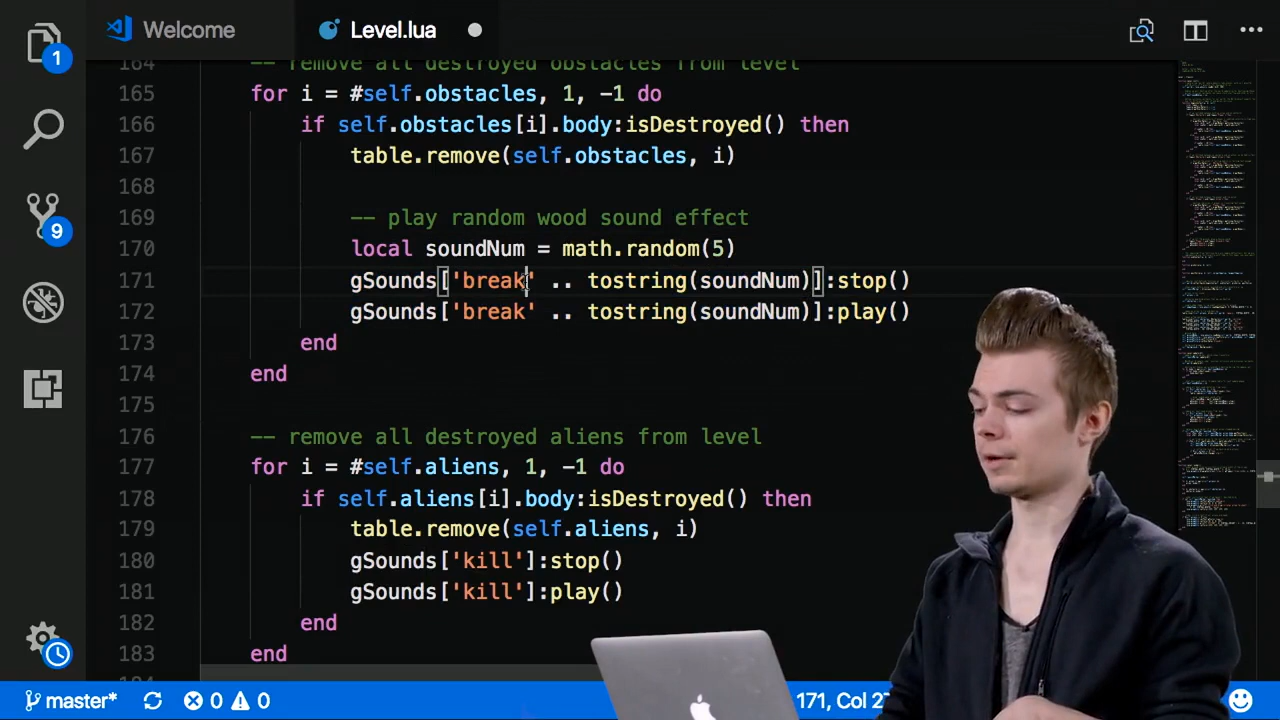 1
Welcome
Level.lua
164 -- remove all destroyed obstacles from level
165 for i = #self.obstacles, 1, -1 do
166 if self.obstacles[i].body:isDestroyed() then
167 table.remove(self.obstacles, i)
168
169 -- play random wood sound effect
170 local soundNum = math.random(5)
171 gSounds['break' .. tostring(soundNum)]:stop()
172 gSounds['break' .. tostring(soundNum)]:play()
173 end
174 end
175
176 -- remove all destroyed aliens from level
177 for i = #self.aliens, 1, -1 do
178 if self.aliens[i].body:isDestroyed() then
179 table.remove(self.aliens, i)
180 gSounds['kill']:stop()
181 gSounds['kill']:play()
182 end
183 end
9
master* 0 0 171, Col 27